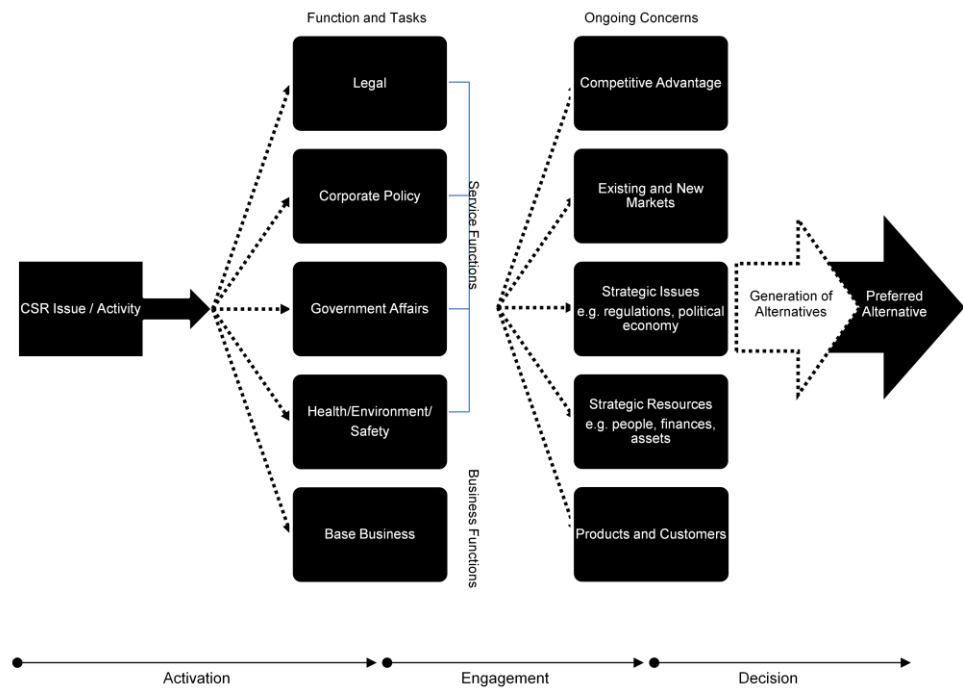 Function and Tasks
Ongoing Concerns
Legal
Corporate Policy
Government Affairs
Health/Environment/
Safety
Base Business
Service Functions
Business Functions
CSR Issue / Activity
Competitive Advantage
Existing and New
Markets
Strategic Issues
e.g. regulations, political
economy
Strategic Resources
e.g. people, finances,
assets
Products and Customers
Generation of
Alternatives
Preferred
Alternative
Activation
Engagement
Decision